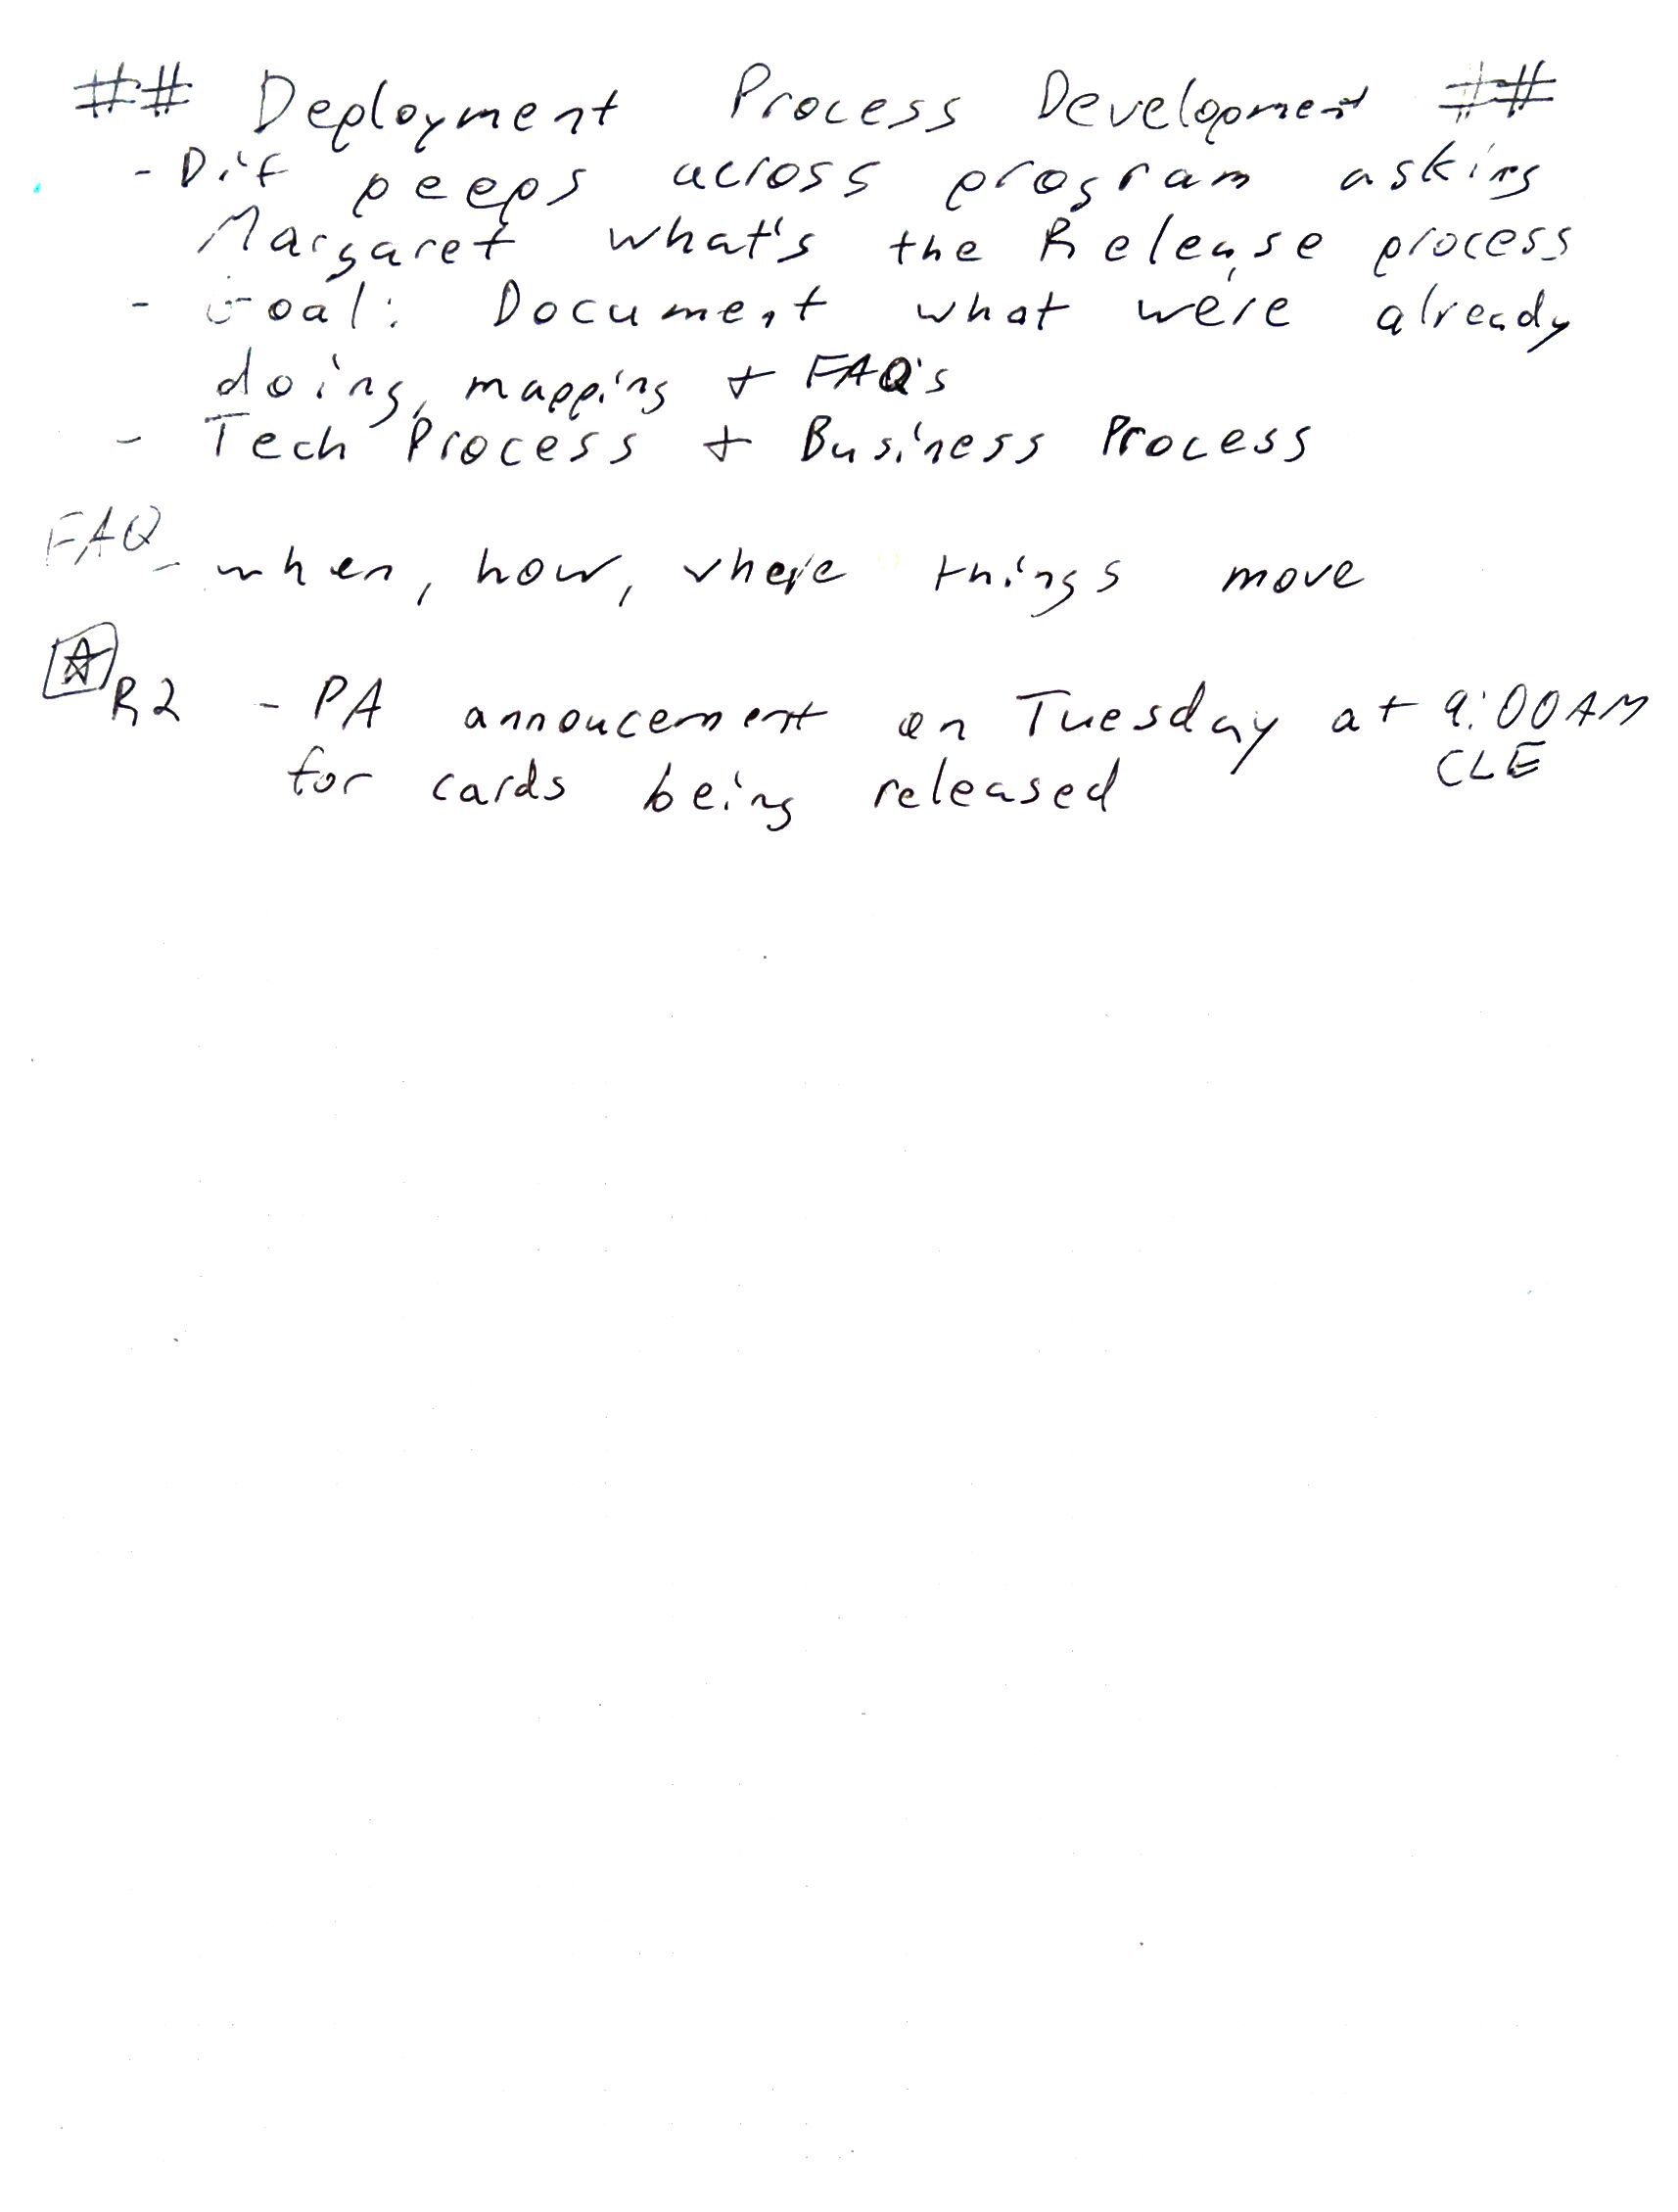 ## Deployment Process Development ##
- Dif peeps across program asking
Margaret what's the Release process
- Goal: Document what we're already
doing, mapping + FAQ's
- Tech Process + Business Process
FAQ
- when, how, where things move
R2 - PA annoucement on Tuesday at 9:00AM
CLE
for cards being released